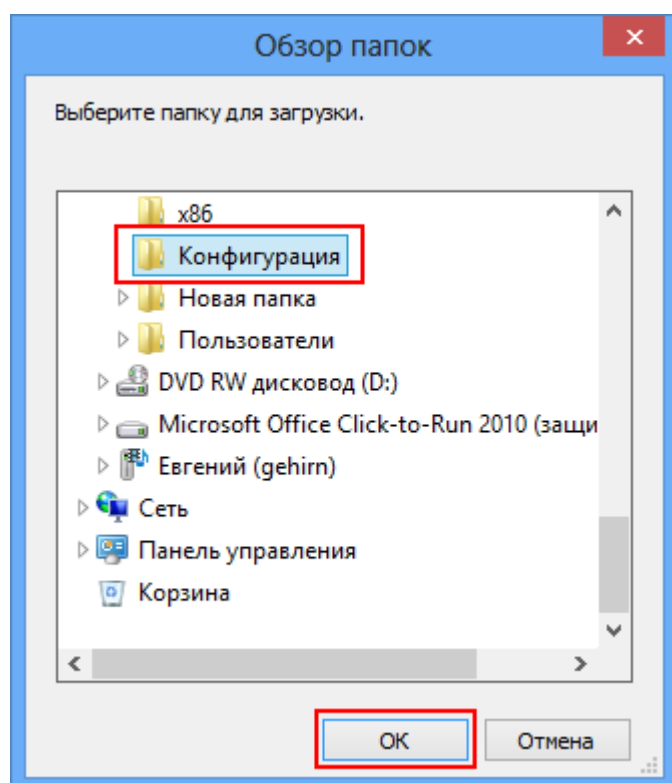 Обзор папок
Выберите папку для загрузки.
x86
Конфигурация
Новая папка
Пользователи
DVD RW дисковод (D:)
Microsoft Office Click-to-Run 2010 (защи
Евгений (gehirn)
Сеть
Панель управления
Корзина
ОК Отмена